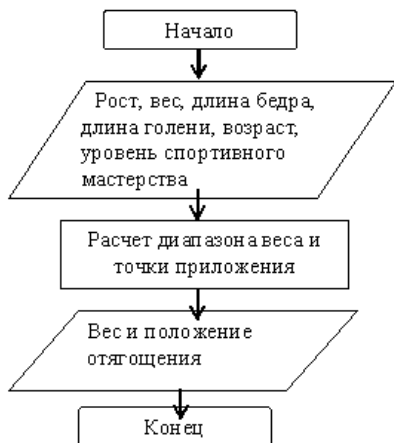 Начало
Рост, вес, длина бедра,
длина голени, возраст,
уровень спортивного
мастерства
Расчет диапазона веса и
точки приложения
Вес и положение
отягощения
Конец